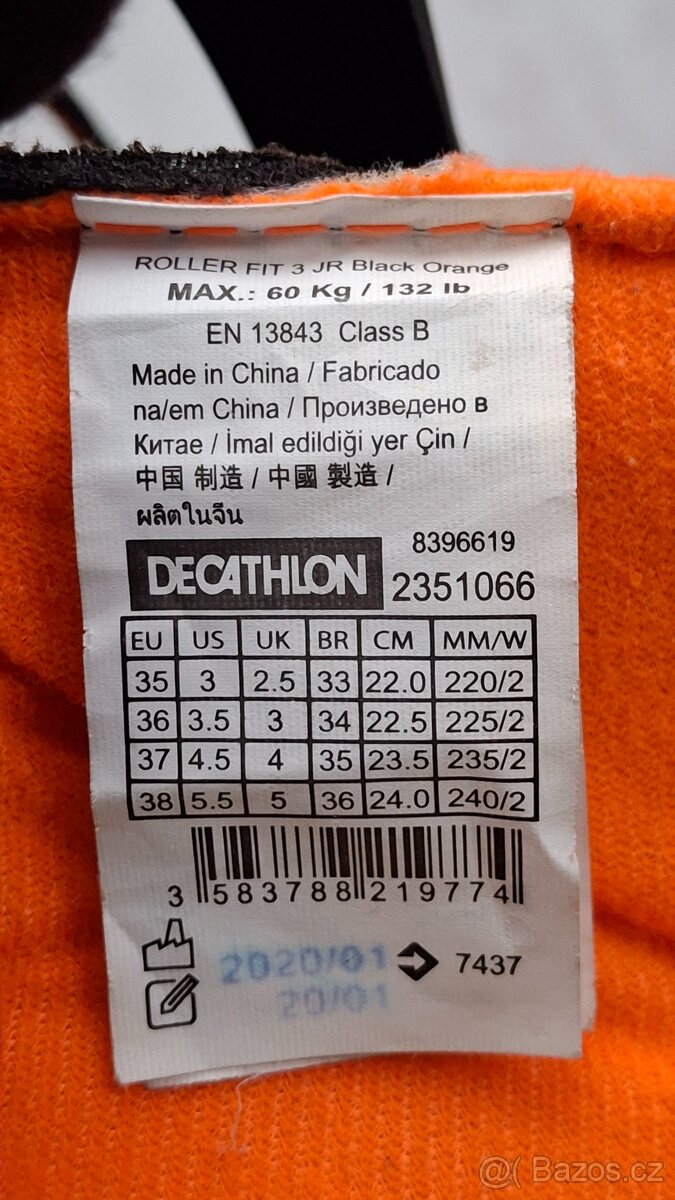 ROLLER FIT 3 JR Black Orange
MAX.: 60 Kg / 132 lb
EN 13843 Class B
Made in China / Fabricado
na/em China / Произведено в
Китае / İmal edildiği yer Çin /
中国 制造 / 中國 製造 /
ผลิตในจีน
8396619
DECATHLON 2351066
EU US UK BR CM MM/W
35 3 2.5 33 22.0 220/2
36 3.5 3 34 22.5 225/2
37 4.5 4 35 23.5 235/2
38 5.5 5 36 24.0 240/2
3 583788 219774
2020/01 7437
20/01
@( Bazos.cz